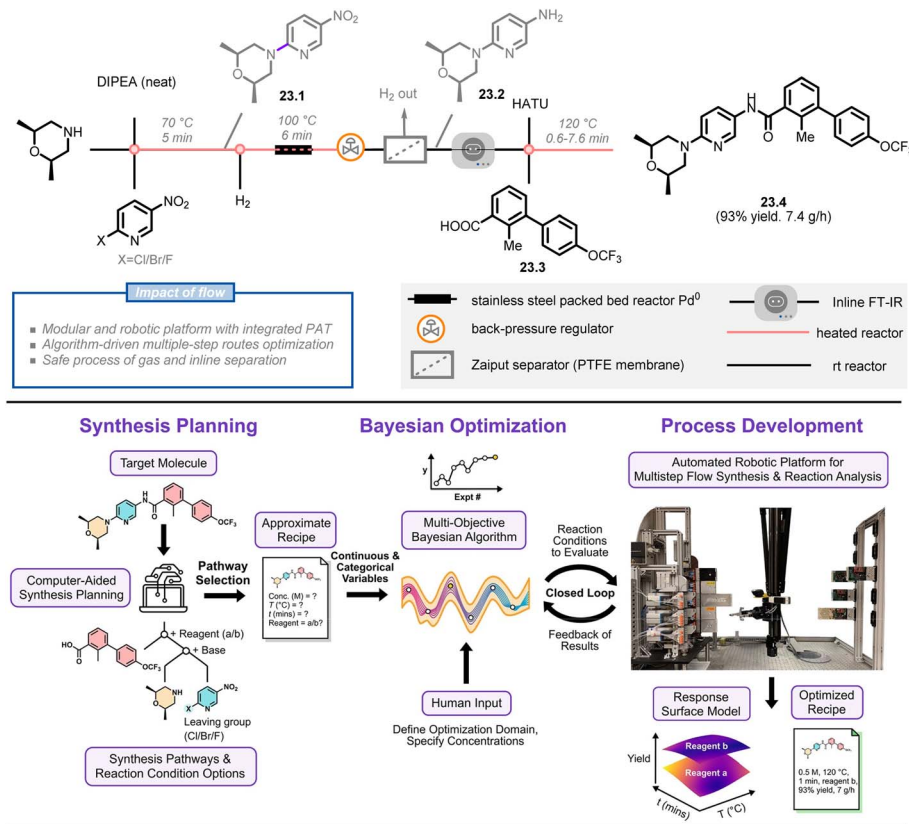 NO₂
N
N
O
23.1
NH₂
N
N
O
23.2
DIPEA (neat)
H₂ out
HATU
NH
O
70 °C
5 min
100 °C
6 min
120 °C
0.6-7.6 min
H₂
NO₂
X
N
X=Cl/Br/F
HOOC
Me
OCF₃
23.3
H
N
O
N
N
O
Me
OCF₃
23.4
(93% yield. 7.4 g/h)
Impact of flow
Modular and robotic platform with integrated PAT
Algorithm-driven multiple-step routes optimization
Safe process of gas and inline separation
stainless steel packed bed reactor Pd⁰
back-pressure regulator
Zaiput separator (PTFE membrane)
Inline FT-IR
heated reactor
rt reactor
Synthesis Planning
Target Molecule
H
N
O
N
N
O
OCF₃
Computer-Aided
Synthesis Planning
Pathway
Selection
Approximate
Recipe
Conc. (M) = ?
T (°C) = ?
t (mins) = ?
Reagent = a/b?
+ Reagent (a/b)
+ Base
O
HO
OCF₃
NH
O
NO₂
X
N
Leaving group
(Cl/Br/F)
Synthesis Pathways &
Reaction Condition Options
Bayesian Optimization
y
Expt #
Multi-Objective
Bayesian Algorithm
Continuous &
Categorical
Variables
Human Input
Define Optimization Domain,
Specify Concentrations
Reaction
Conditions
to Evaluate
Closed Loop
Feedback of
Results
Process Development
Automated Robotic Platform for
Multistep Flow Synthesis & Reaction Analysis
Response
Surface Model
Yield
Reagent b
Reagent a
t (mins)
T (°C)
Optimized
Recipe
0.5 M, 120 °C,
1 min, reagent b,
93% yield, 7 g/h